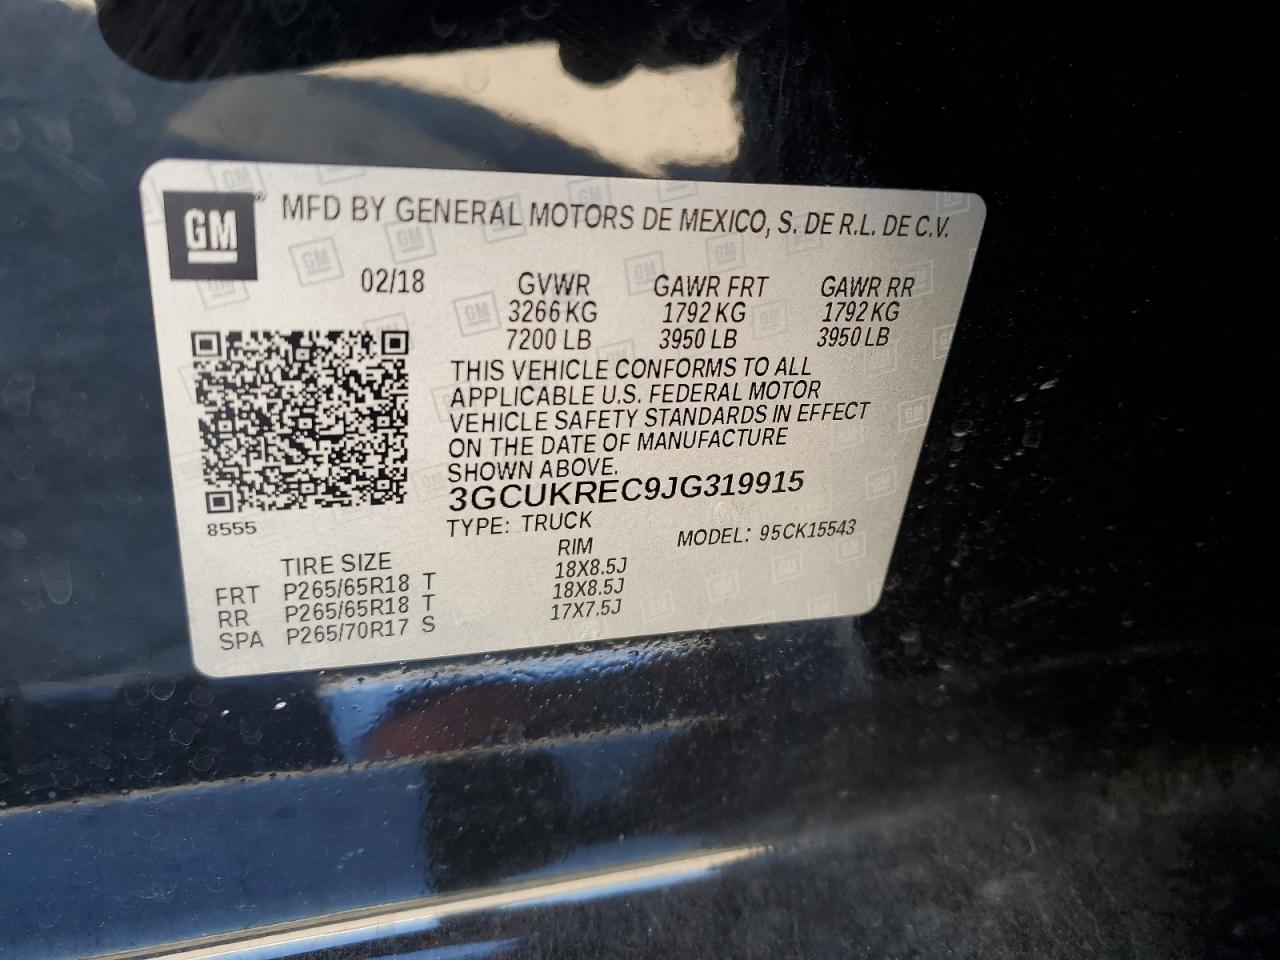 GM® MFD BY GENERAL MOTORS DE MEXICO, S. DE R.L. DE C.V.
02/18 GVWR GAWR FRT GAWR RR
3266 KG 1792 KG 1792 KG
7200 LB 3950 LB 3950 LB
THIS VEHICLE CONFORMS TO ALL
APPLICABLE U.S. FEDERAL MOTOR
VEHICLE SAFETY STANDARDS IN EFFECT
ON THE DATE OF MANUFACTURE
SHOWN ABOVE.
3GCUKREC9JG319915
8555
TYPE: TRUCK MODEL: 95CK15543
TIRE SIZE RIM
FRT P265/65R18 T 18X8.5J
RR P265/65R18 T 18X8.5J
SPA P265/70R17 S 17X7.5J